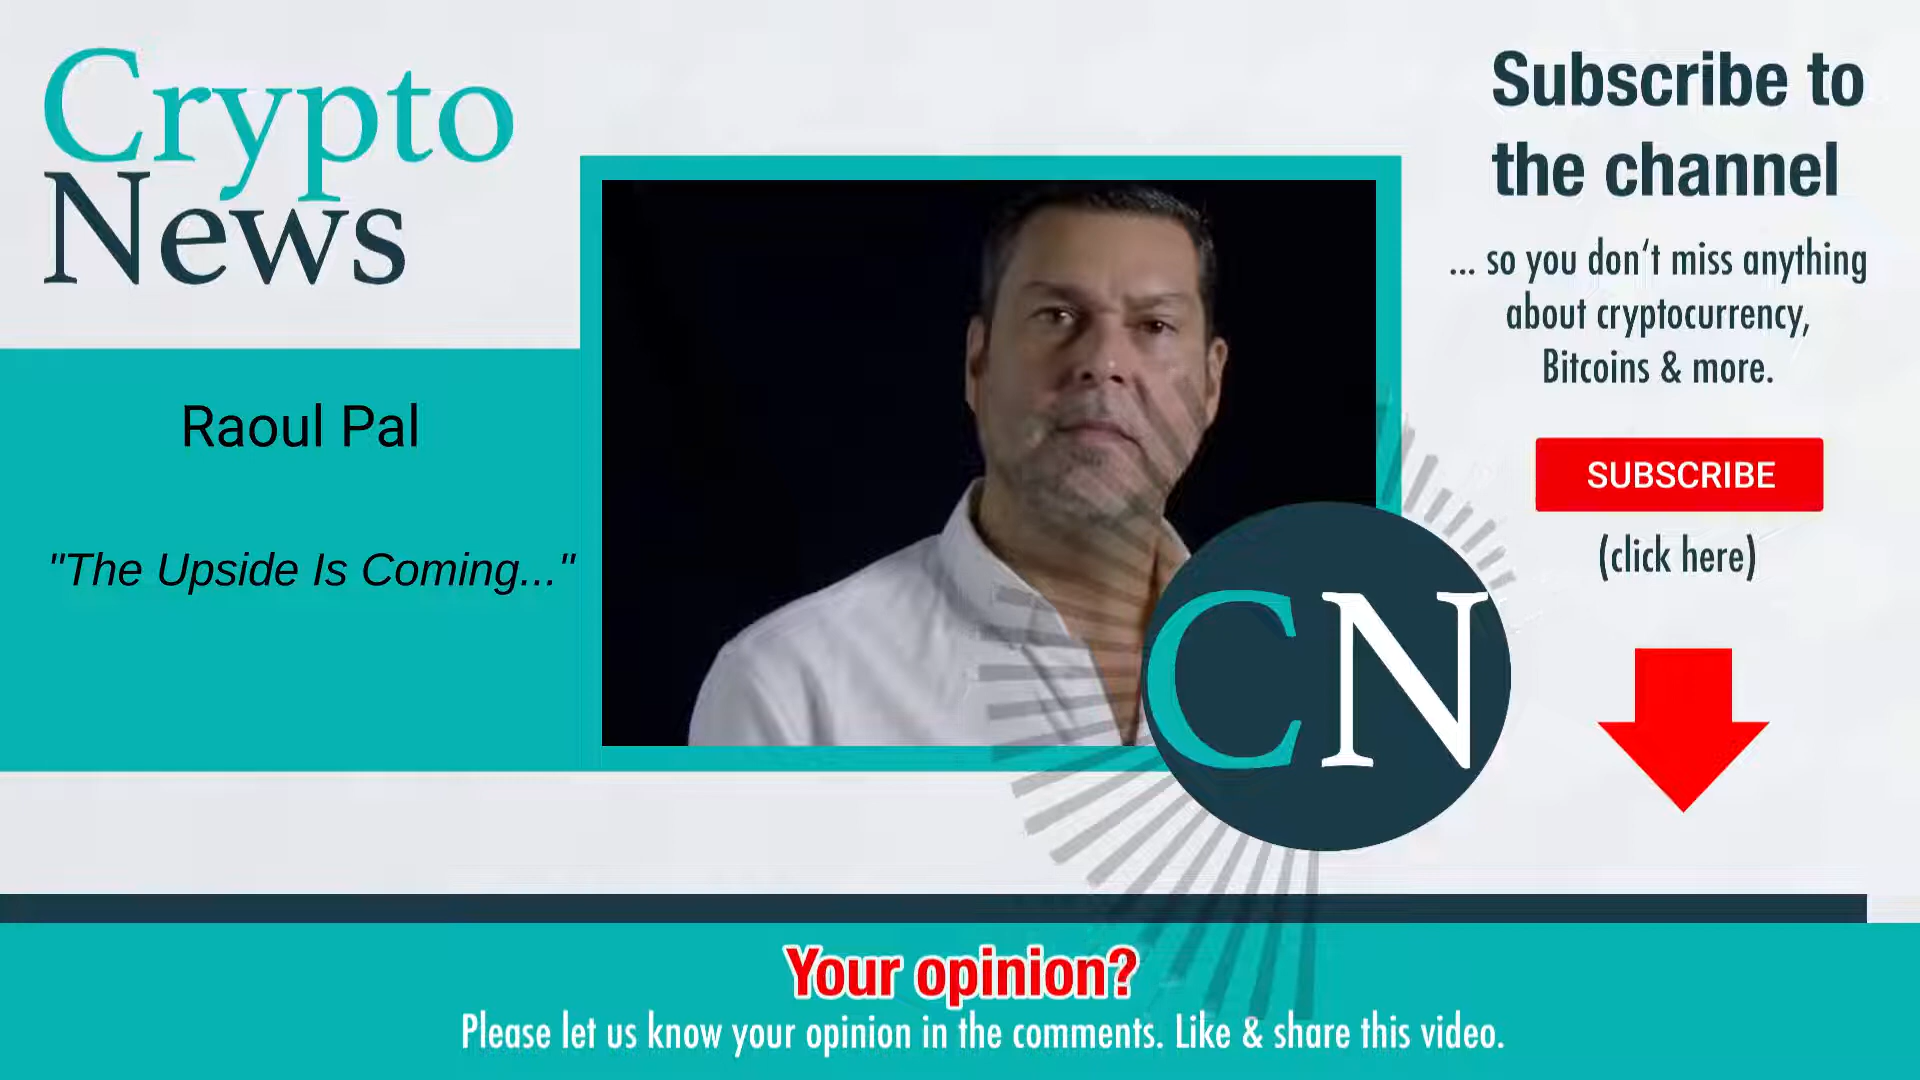 Crypto
News
Raoul Pal
"The Upside Is Coming..."
CN
Subscribe to
the channel
... so you don't miss anything
about cryptocurrency,
Bitcoins & more.
SUBSCRIBE
(click here)
Your opinion?
Please let us know your opinion in the comments. Like & share this video.